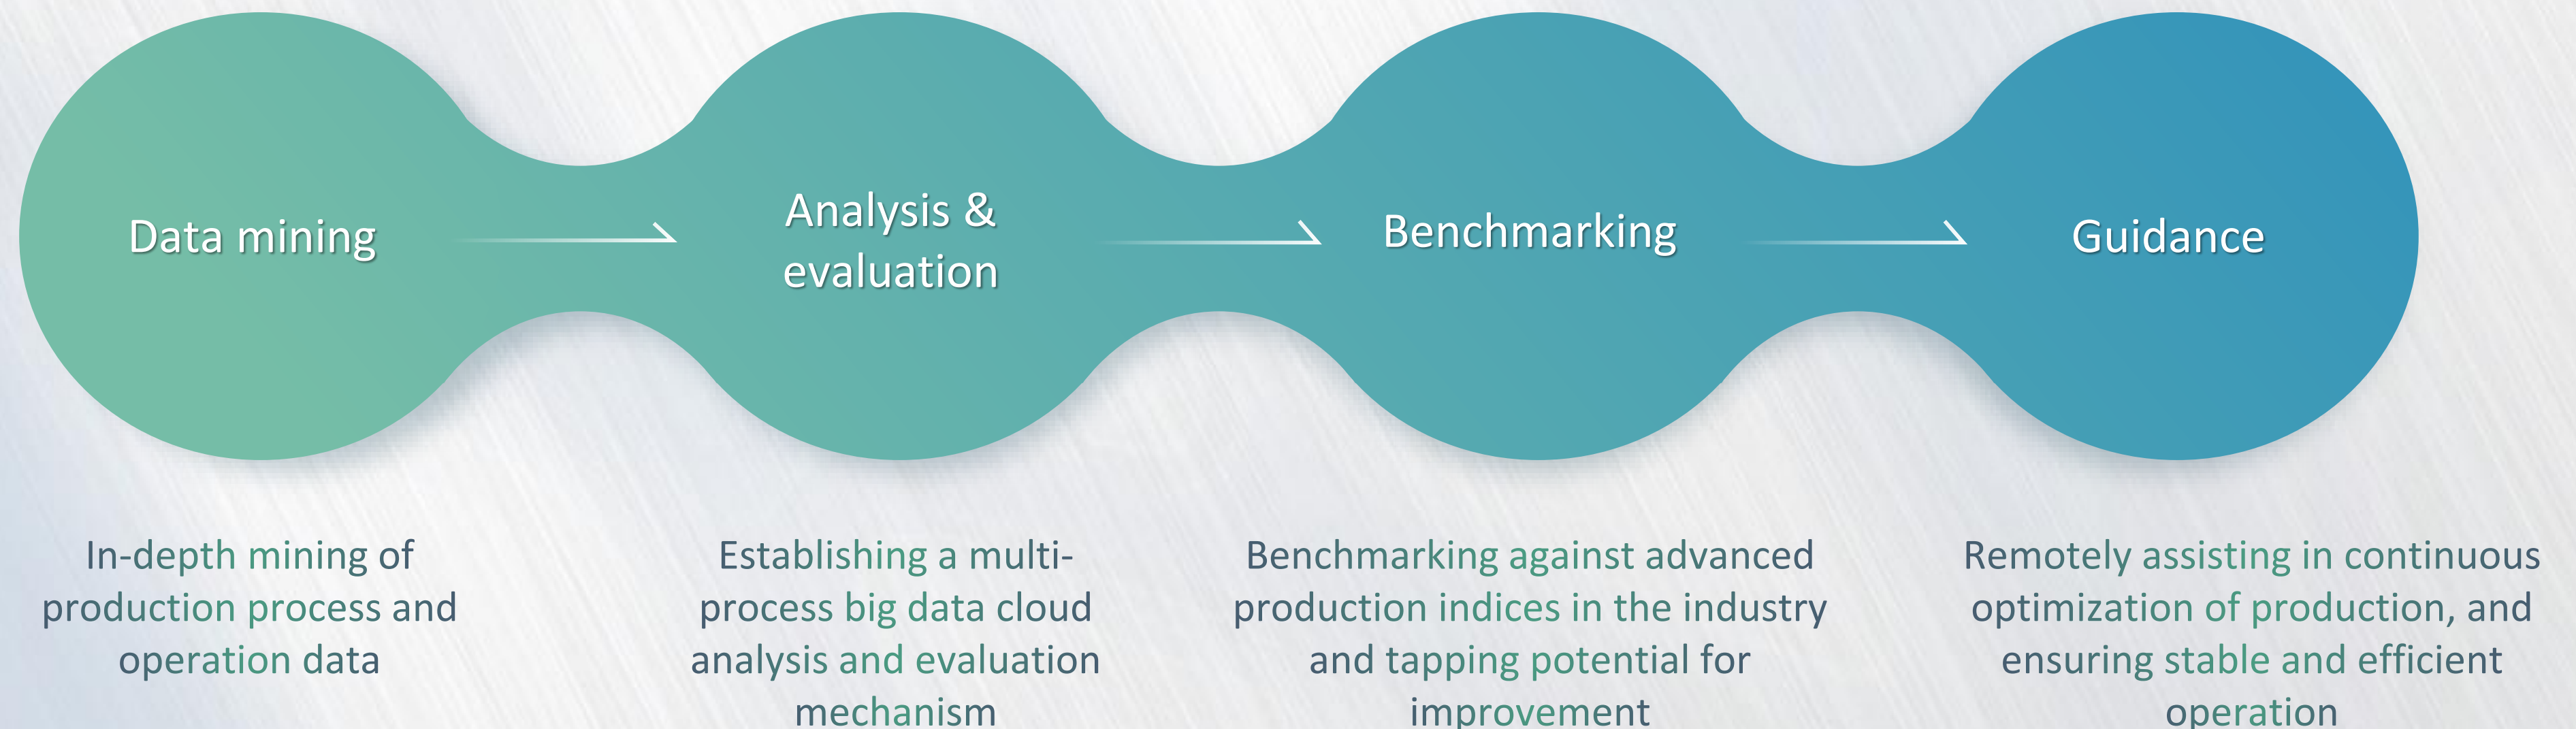 Data mining
Analysis &
evaluation
Benchmarking
Guidance
In-depth mining of
production process and
operation data
Establishing a multi-
process big data cloud
analysis and evaluation
mechanism
Benchmarking against advanced
production indices in the industry
and tapping potential for
improvement
Remotely assisting in continuous
optimization of production, and
ensuring stable and efficient
operation